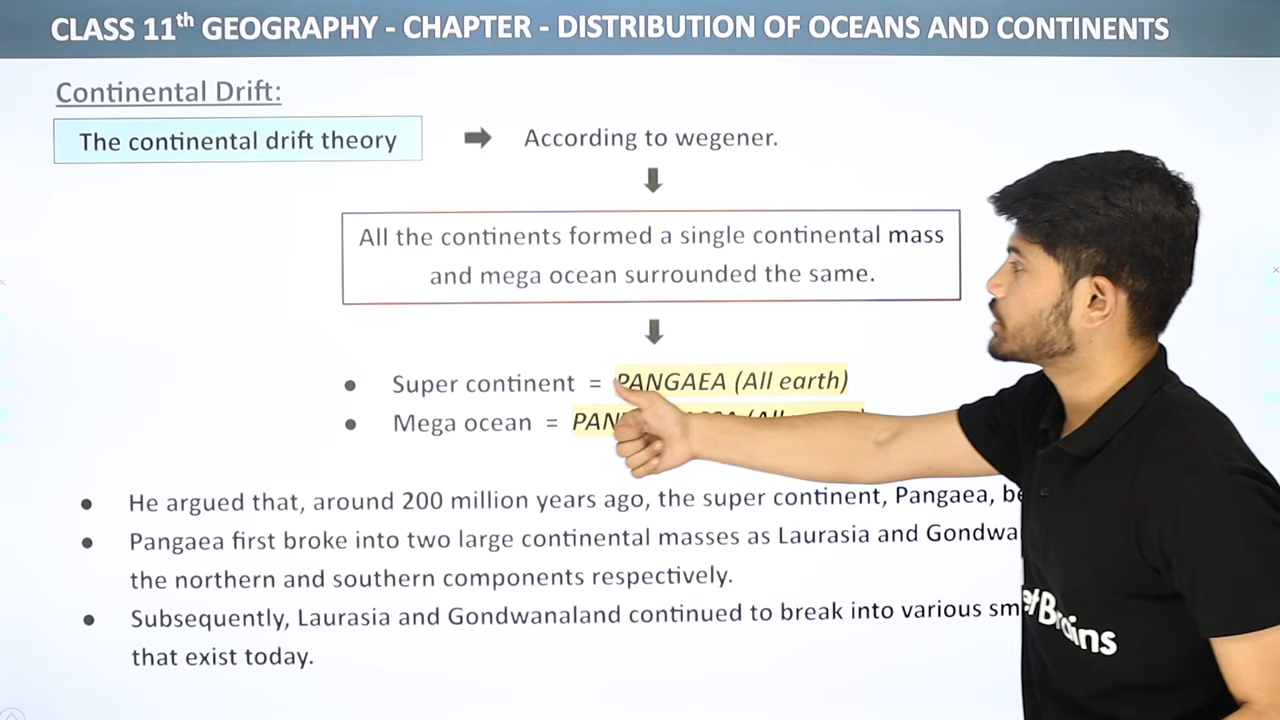 CLASS 11th GEOGRAPHY - CHAPTER - DISTRIBUTION OF OCEANS AND CONTINENTS
Continental Drift:
The continental drift theory
According to wegener.
All the continents formed a single continental mass
and mega ocean surrounded the same.
Super continent = PANGAEA (All earth)
Mega ocean =
He argued that, around 200 million years ago, the super continent, Pangaea,
Pangaea first broke into two large continental masses as Laurasia and
the northern and southern components respectively.
Subsequently, Laurasia and Gondwanaland continued to break into various
that exist today.
Brains